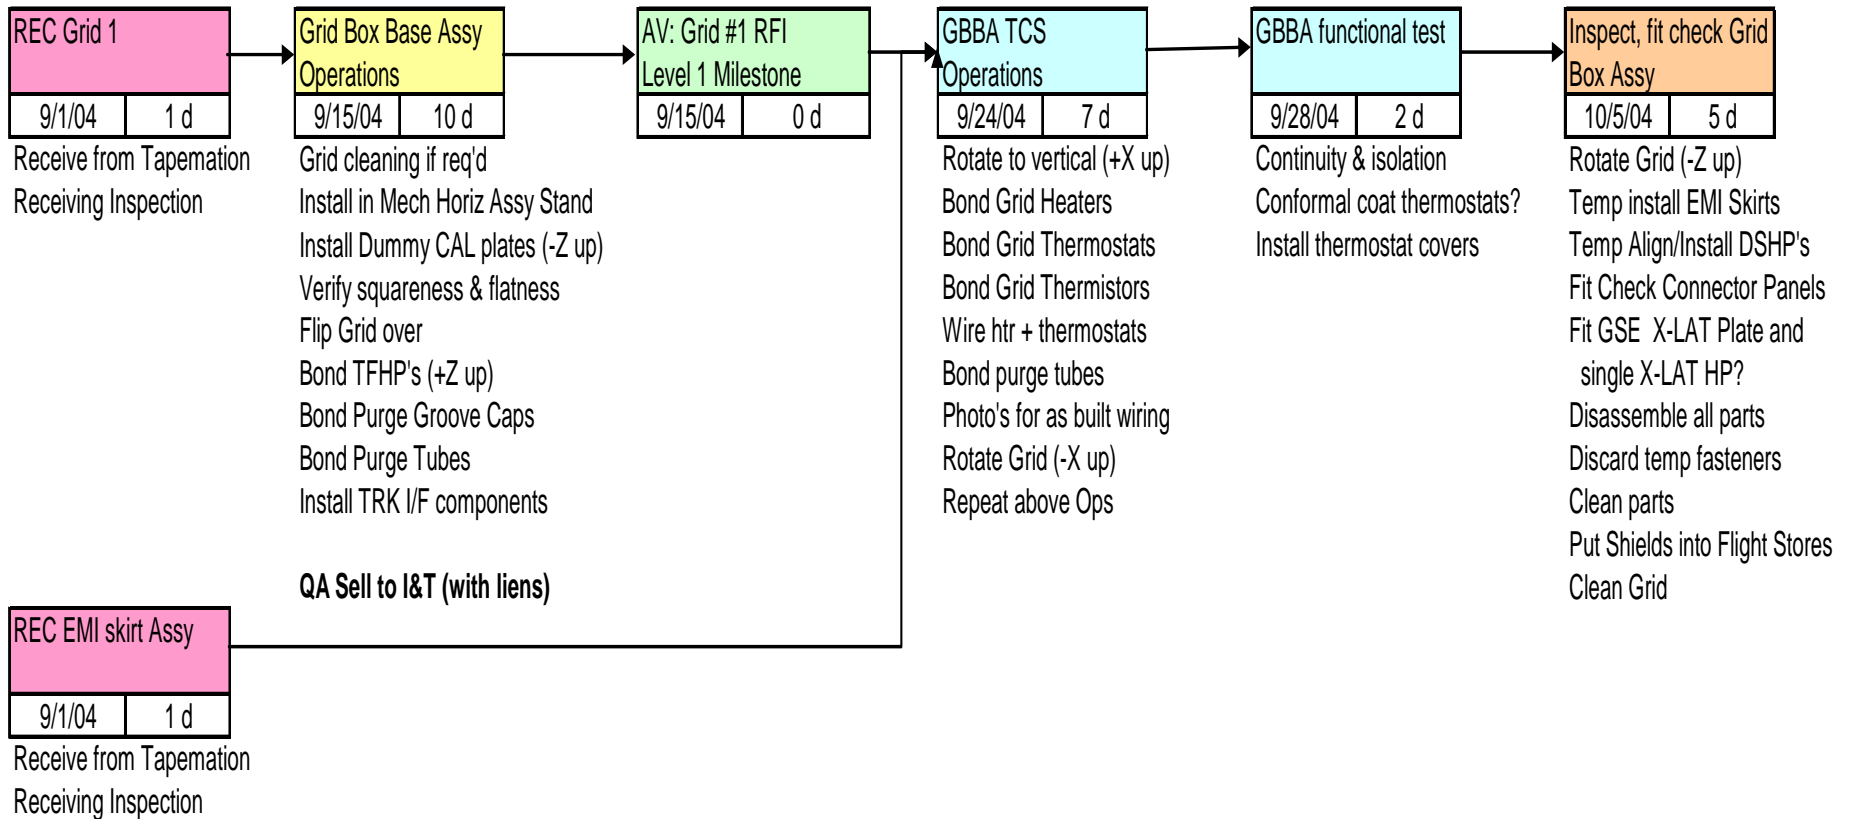 REC Grid 1
9/1/04 1 d
Receive from Tapemation
Receiving Inspection
Grid Box Base Assy
Operations
9/15/04 10 d
Grid cleaning if req'd
Install in Mech Horiz Assy Stand
Install Dummy CAL plates (-Z up)
Verify squareness & flatness
Flip Grid over
Bond TFHP's (+Z up)
Bond Purge Groove Caps
Bond Purge Tubes
Install TRK I/F components
QA Sell to I&T (with liens)
AV: Grid #1 RFI
Level 1 Milestone
9/15/04 0 d
GBBA TCS
Operations
9/24/04 7 d
Rotate to vertical (+X up)
Bond Grid Heaters
Bond Grid Thermostats
Bond Grid Thermistors
Wire htr + thermostats
Bond purge tubes
Photo's for as built wiring
Rotate Grid (-X up)
Repeat above Ops
GBBA functional test
9/28/04 2 d
Continuity & isolation
Conformal coat thermostats?
Install thermostat covers
Inspect, fit check Grid
Box Assy
10/5/04 5 d
Rotate Grid (-Z up)
Temp install EMI Skirts
Temp Align/Install DSHP's
Fit Check Connector Panels
Fit GSE X-LAT Plate and
single X-LAT HP?
Disassemble all parts
Discard temp fasteners
Clean parts
Put Shields into Flight Stores
Clean Grid
REC EMI skirt Assy
9/1/04 1 d
Receive from Tapemation
Receiving Inspection